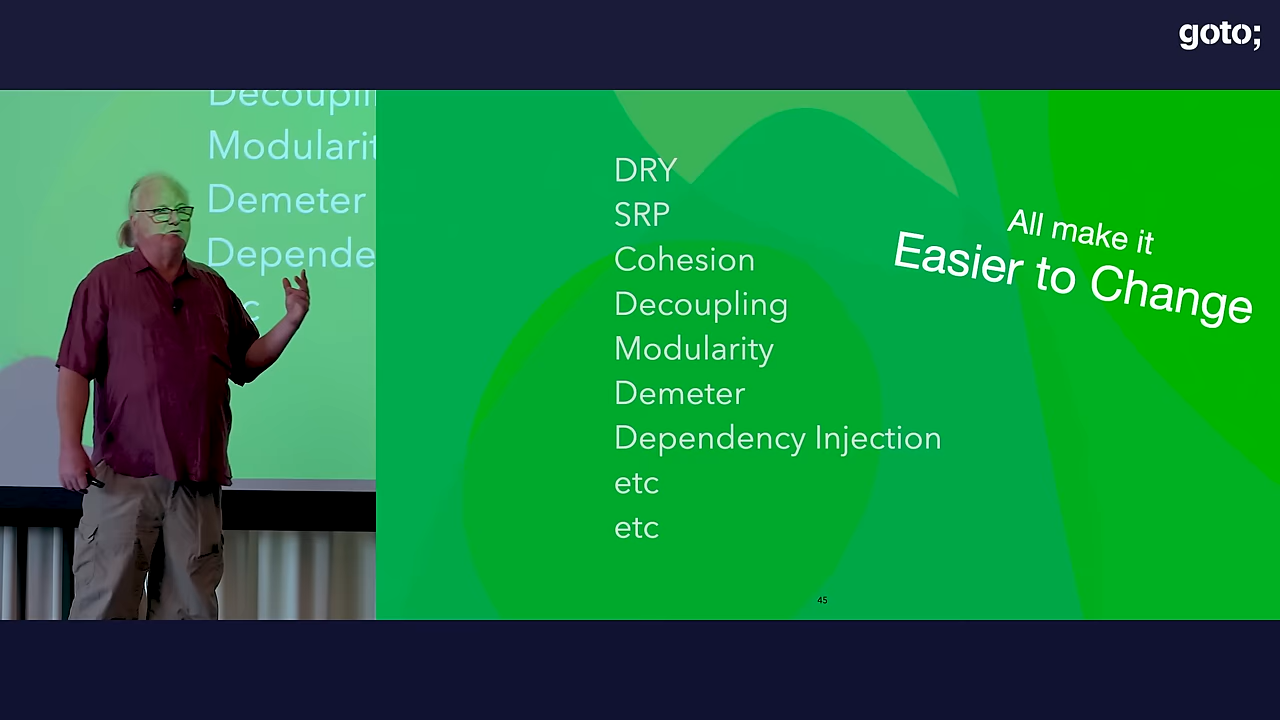 goto;
Decoupli
Modularit
Demeter
Depende
c
DRY
SRP
Cohesion
Decoupling
Modularity
Demeter
Dependency Injection
etc
etc
All make it
Easier to Change
45